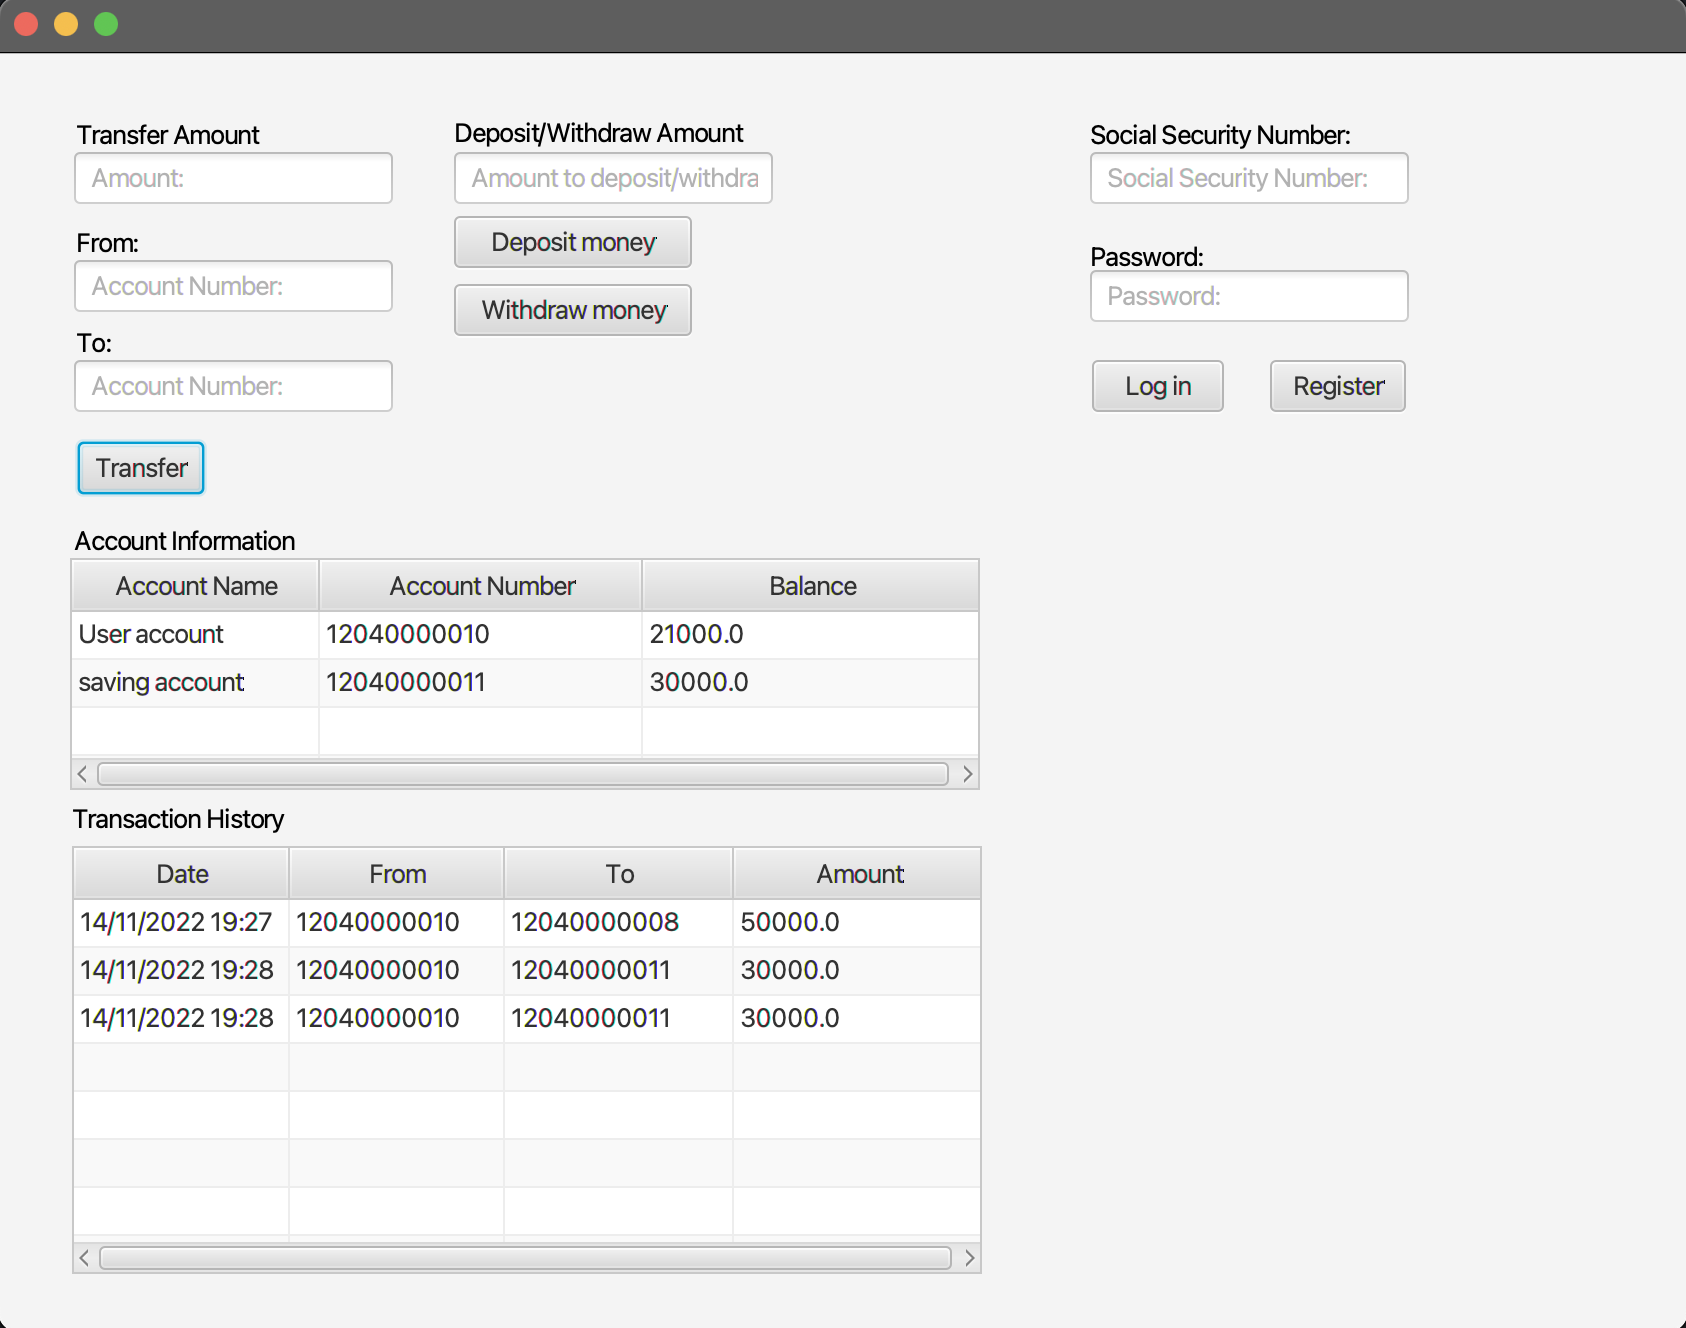 Transfer Amount
Amount:
From:
Account Number:
To:
Account Number:
Transfer
Deposit/Withdraw Amount
Amount to deposit/withdra
Deposit money
Withdraw money
Social Security Number:
Social Security Number:
Password:
Password:
Log in Register
Account Information
Account Name Account Number Balance
User account 12040000010 21000.0
saving account 12040000011 30000.0
Transaction History
Date From To Amount
14/11/2022 19:27 12040000010 12040000008 50000.0
14/11/2022 19:28 12040000010 12040000011 30000.0
14/11/2022 19:28 12040000010 12040000011 30000.0